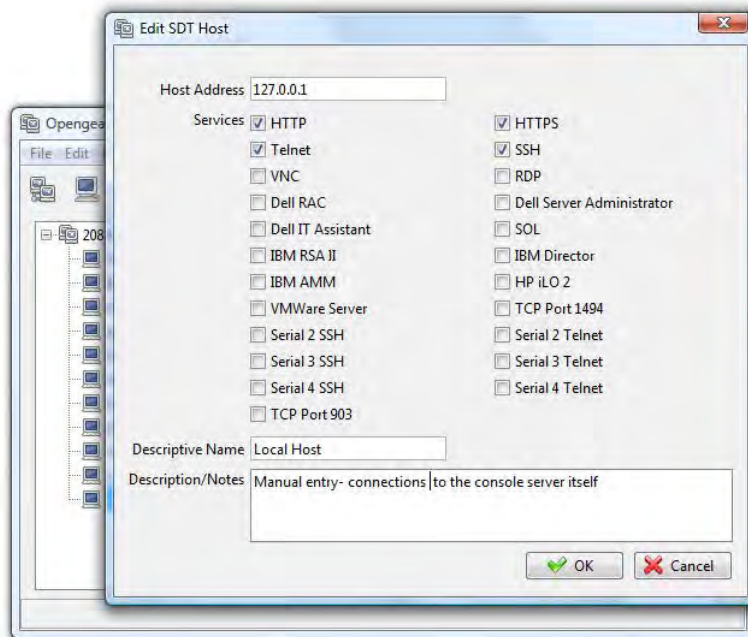 Edit SDT Host
Host Address 127.0.0.1
Services HTTP HTTPS
Telnet SSH
VNC RDP
Dell RAC Dell Server Administrator
Dell IT Assistant SOL
IBM RSA II IBM Director
IBM AMM HP iLO 2
VMWare Server TCP Port 1494
Serial 2 SSH Serial 2 Telnet
Serial 3 SSH Serial 3 Telnet
Serial 4 SSH Serial 4 Telnet
TCP Port 903
Descriptive Name Local Host
Description/Notes Manual entry- connections to the console server itself
OK Cancel
Opengea
File Edit
208